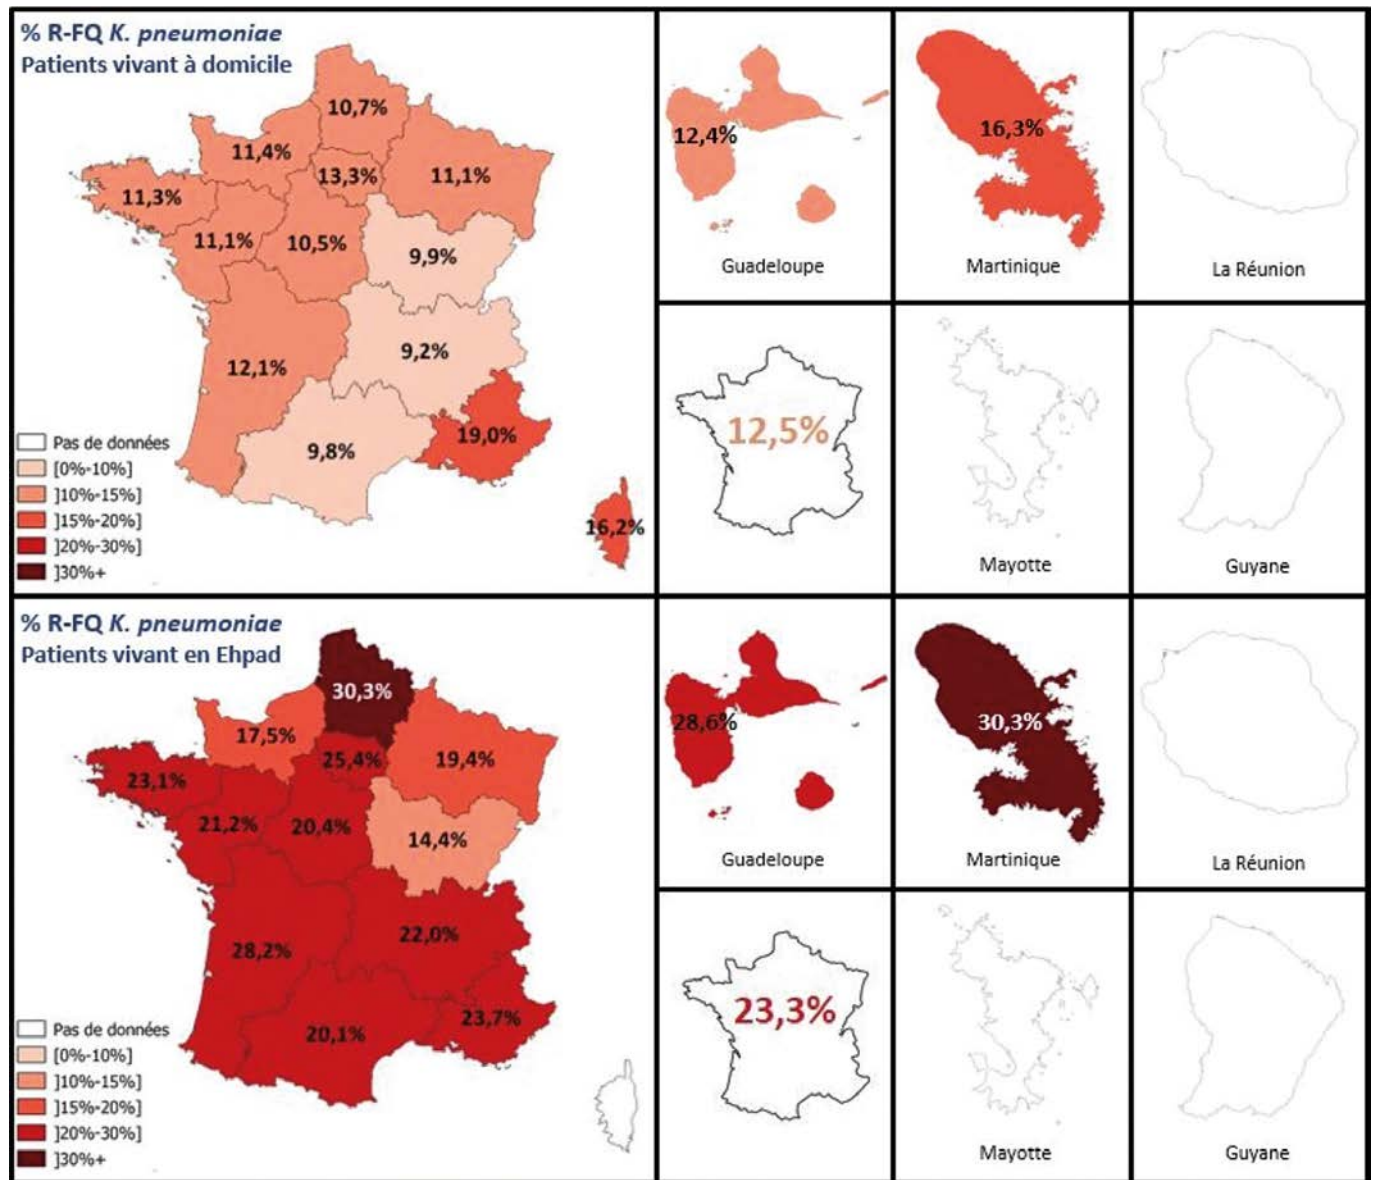 % R-FQ K. pneumoniae
Patients vivant à domicile
10,7%
11,4%
13,3%
11,1%
11,3%
11,1%
10,5%
9,9%
9,2%
12,1%
19,0%
9,8%
16,2%
Pas de données
[0%-10%]
]10%-15%]
]15%-20%]
]20%-30%]
]30%+
12,4%
Guadeloupe
16,3%
Martinique
La Réunion
12,5%
Mayotte
Guyane
% R-FQ K. pneumoniae
Patients vivant en Ehpad
30,3%
17,5%
25,4%
19,4%
23,1%
21,2%
20,4%
14,4%
22,0%
28,2%
23,7%
20,1%
Pas de données
[0%-10%]
]10%-15%]
]15%-20%]
]20%-30%]
]30%+
28,6%
Guadeloupe
30,3%
Martinique
La Réunion
23,3%
Mayotte
Guyane